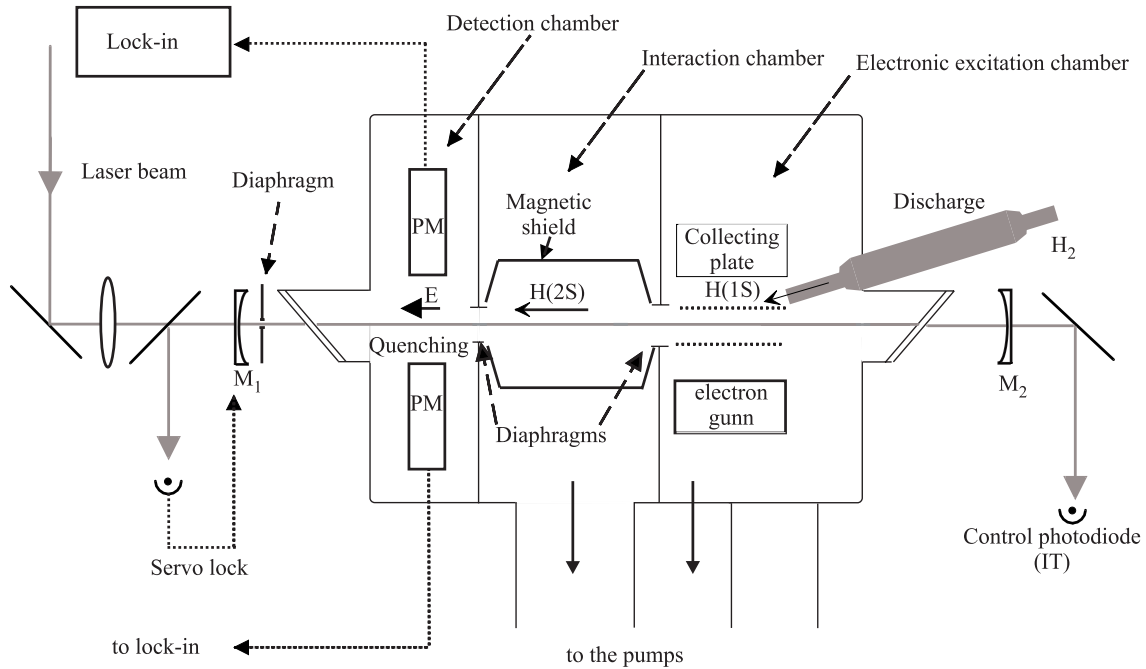 Detection chamber
Lock-in
Interaction chamber
Electronic excitation chamber
Laser beam
Diaphragm
Magnetic
shield
Discharge
PM
Collecting
plate
H2
E
H(2S)
H(1S)
Quenching
M1
M2
PM
electron
gunn
Diaphragms
Control photodiode
(IT)
Servo lock
to lock-in
to the pumps